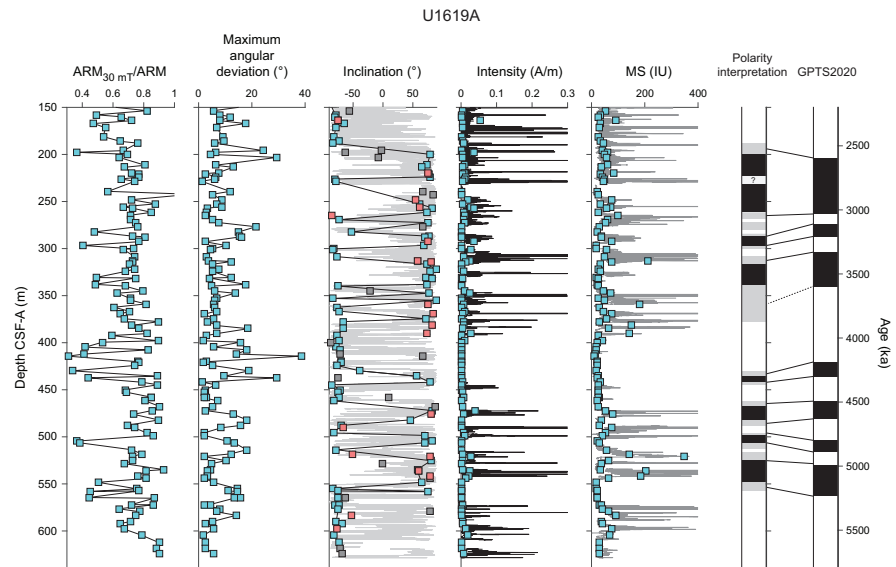 U1619A
Maximum
angular
deviation (°)
ARM30 mT/ARM
Inclination (°)
Intensity (A/m)
MS (IU)
Polarity
interpretation
GPTS2020
0.4 0.6 0.8 1
0 20 40
-50 0 50
0 0.1 0.2 0.3
0 200 400
150
200
250
300
350
400
450
500
550
600
Depth CSF-A (m)
?
2500
3000
3500
4000
4500
5000
5500
Age (ka)